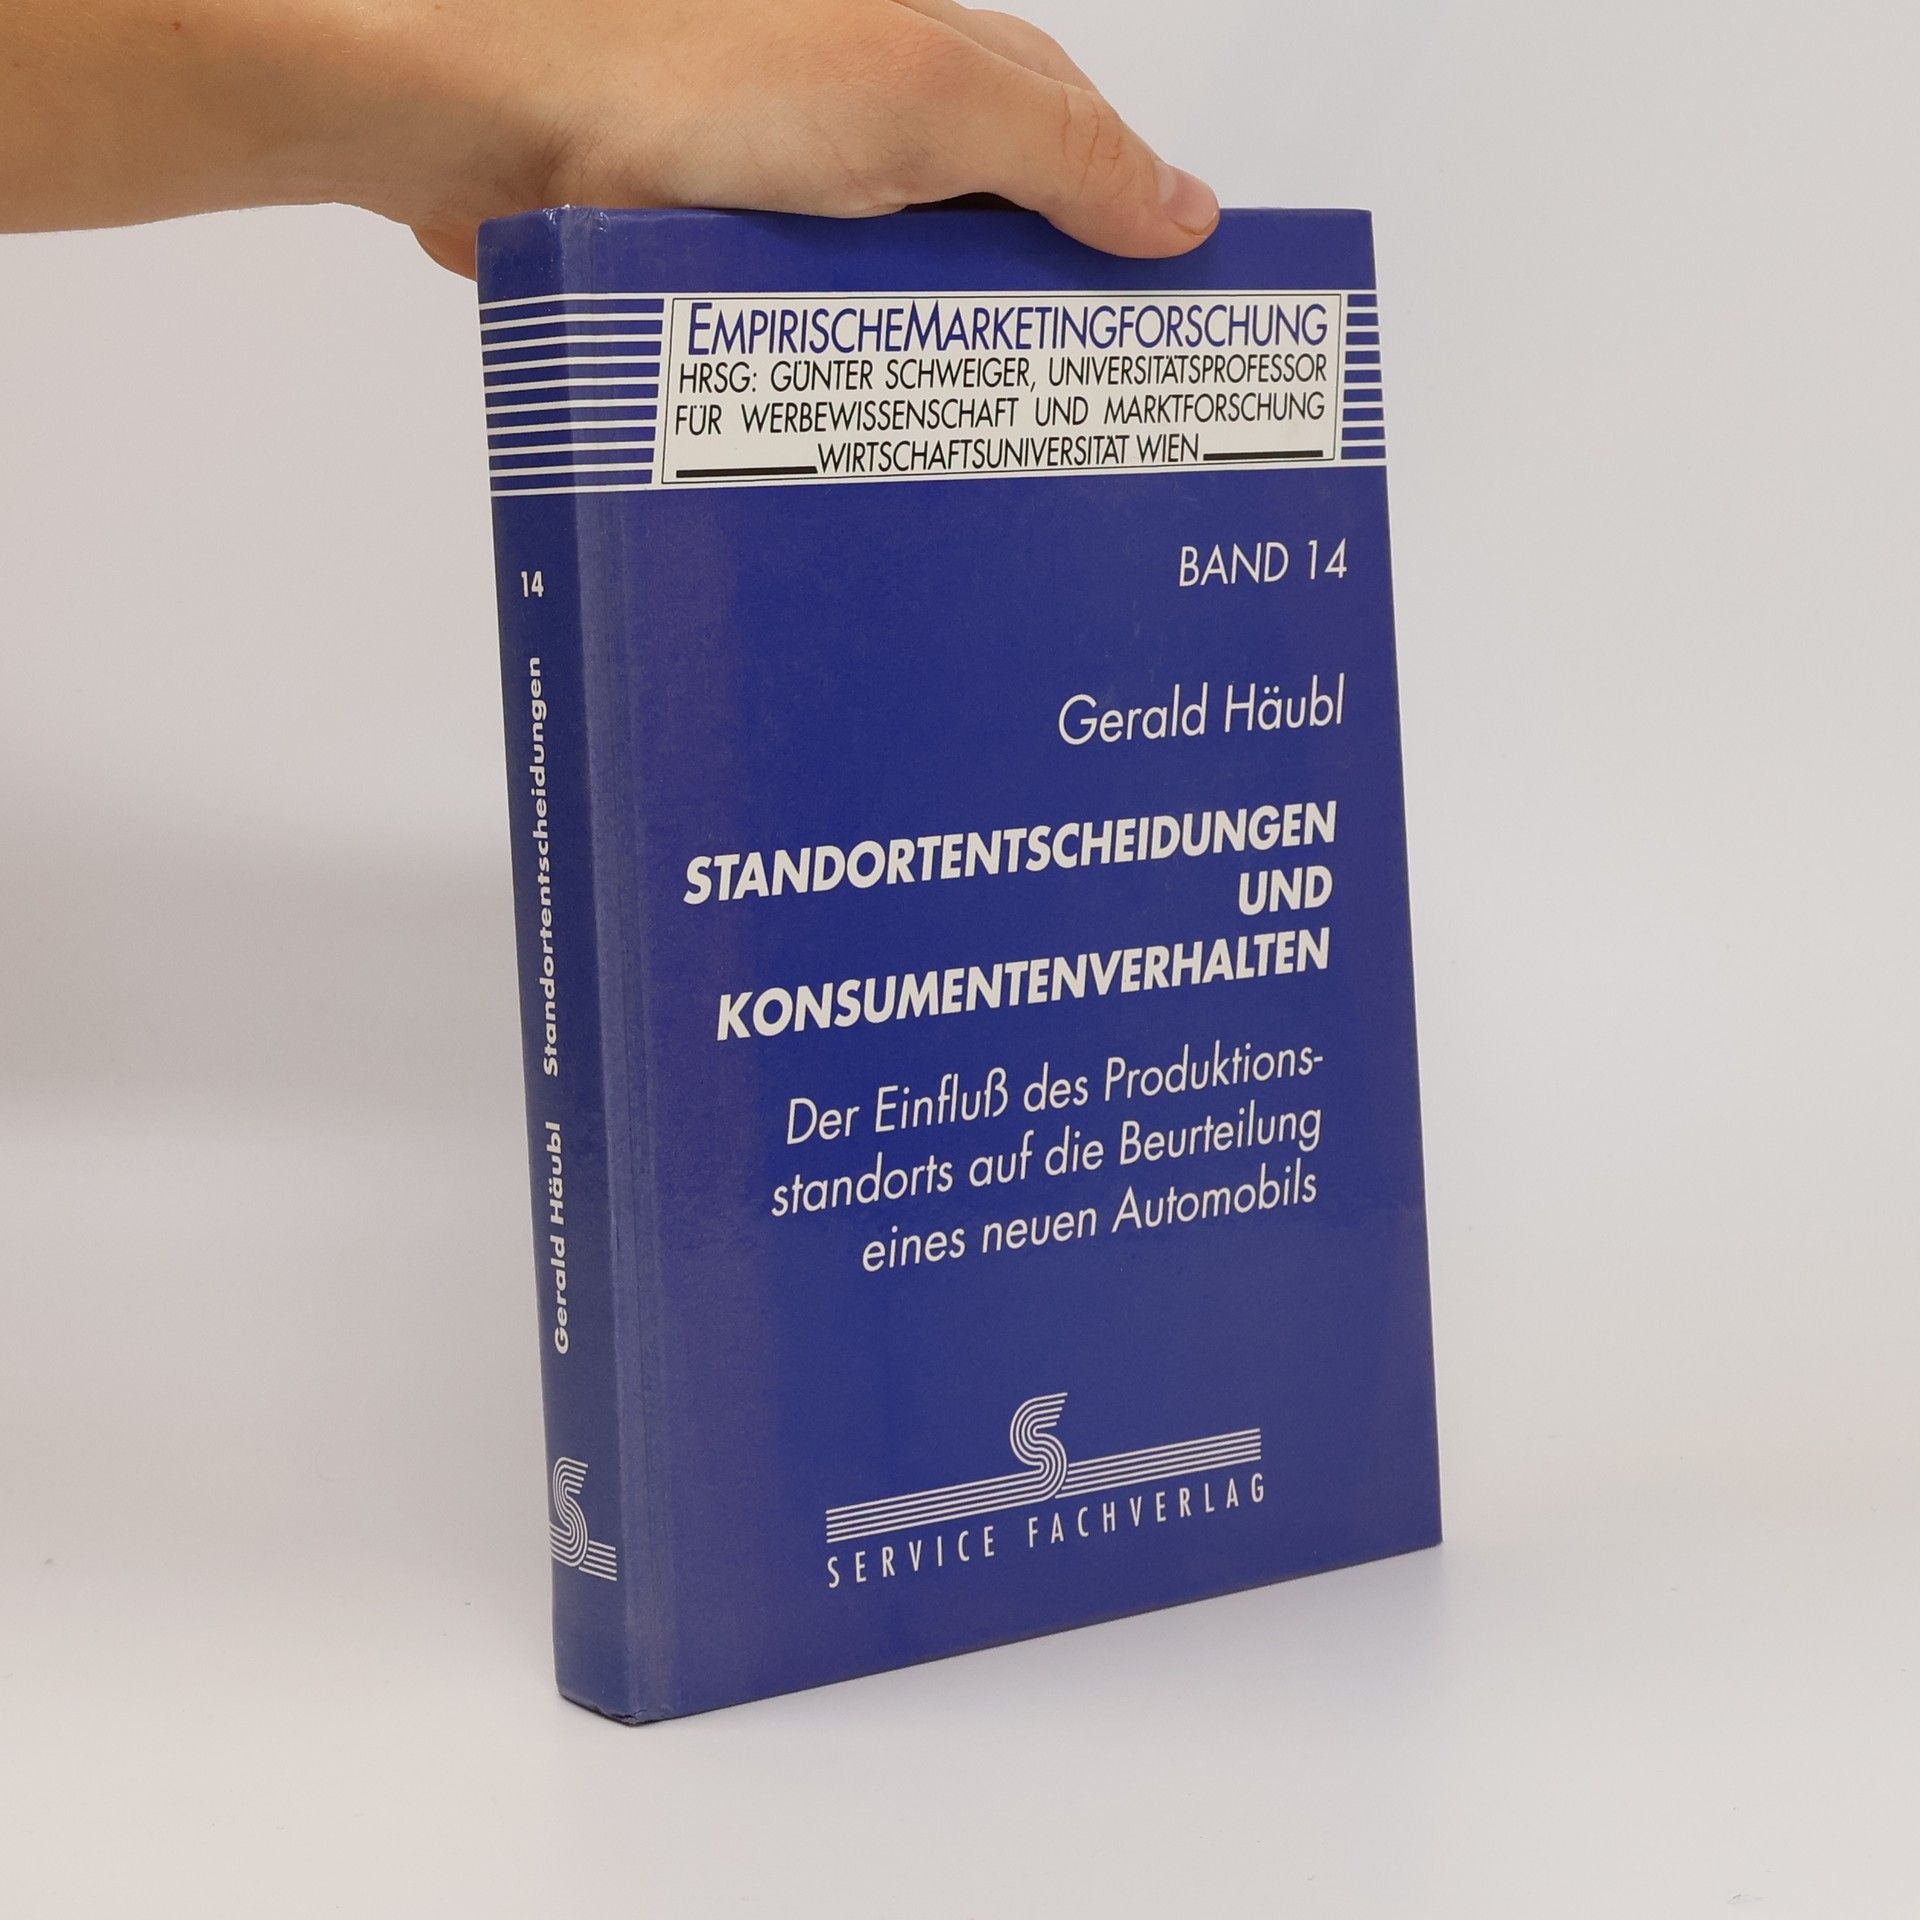 EMPIRISCHEMARKETINGFORSCHUNG
HRSG: GÜNTER SCHWEIGER, UNIVERSITÄTSPROFESSOR
FÜR WERBEWISSENSCHAFT UND MARKTFORSCHUNG
WIRTSCHAFTSUNIVERSITÄT WIEN
BAND 14
Gerald Häubl
STANDORTENTSCHEIDUNGEN
UND
KONSUMENTENVERHALTEN
Der Einfluß des Produktions-
standorts auf die Beurteilung
eines neuen Automobils
S
SERVICE FACHVERLAG
14
Gerald Häubl Standortentscheidungen
S